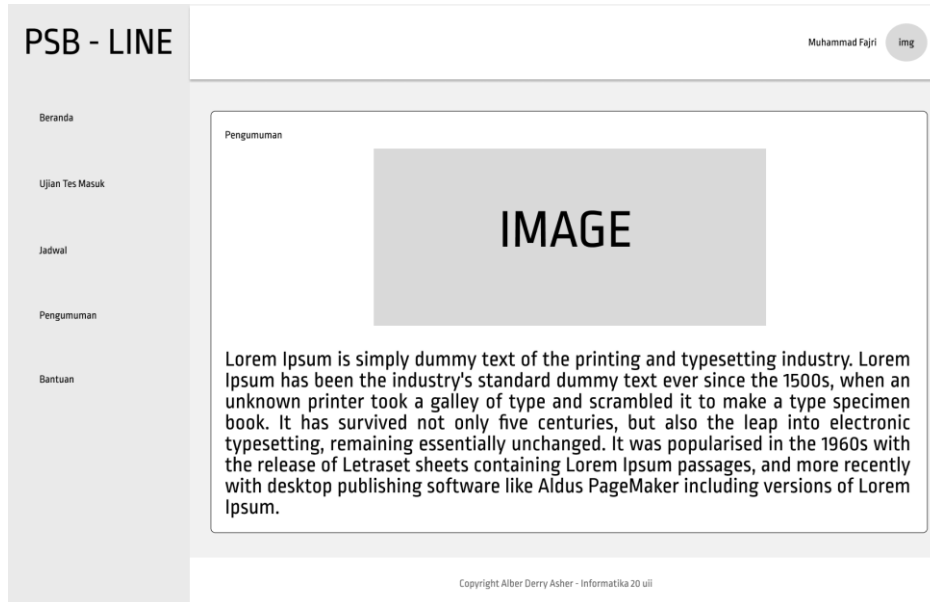 PSB - LINE
Muhammad Fajri
img
Beranda
Ujian Tes Masuk
Jadwal
Pengumuman
Bantuan
Pengumuman
IMAGE
Lorem Ipsum is simply dummy text of the printing and typesetting industry. Lorem
Ipsum has been the industry's standard dummy text ever since the 1500s, when an
unknown printer took a galley of type and scrambled it to make a type specimen
book. It has survived not only five centuries, but also the leap into electronic
typesetting, remaining essentially unchanged. It was popularised in the 1960s with
the release of Letraset sheets containing Lorem Ipsum passages, and more recently
with desktop publishing software like Aldus PageMaker including versions of Lorem
Ipsum.
Copyright Alber Derry Asher - Informatika 20 uii